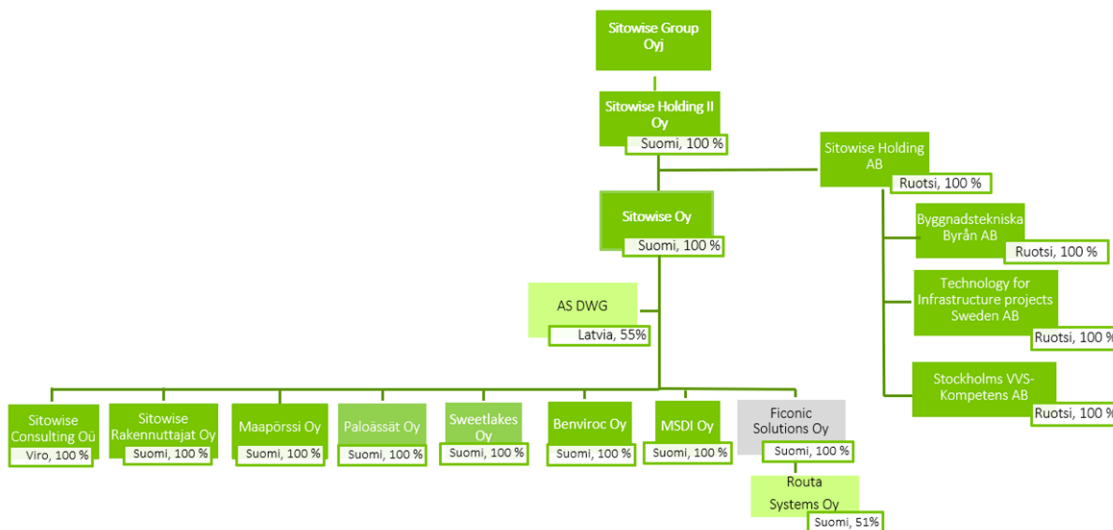 Sitowise Group
Oyj
Sitowise Holding II
Oy
Suomi, 100 %
Sitowise Holding
AB
Ruotsi, 100 %
Sitowise Oy
Suomi, 100 %
Byggnadstekniska
Byrån AB
Ruotsi, 100 %
Technology for
Infrastructure projects
Sweden AB
Ruotsi, 100 %
AS DWG
Latvia, 55%
Stockholms VVS-
Kompetens AB
Ruotsi, 100 %
Sitowise
Consulting Oü
Viro, 100 %
Sitowise
Rakennuttajat Oy
Suomi, 100 %
Maapörssi Oy
Suomi, 100 %
Paloässät Oy
Suomi, 100 %
Sweetlakes
Oy
Suomi, 100 %
Benviroc Oy
Suomi, 100 %
MSDI Oy
Suomi, 100 %
Ficonic
Solutions Oy
Suomi, 100 %
Routa
Systems Oy
Suomi, 51%